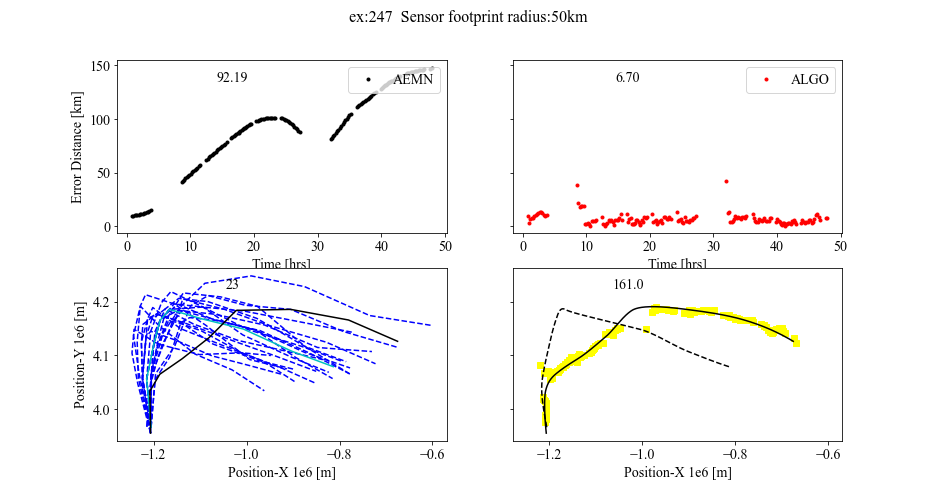 ex:247 Sensor footprint radius:50km
150
100
50
0
Error Distance [km]
92.19
AEMN
0 10 20 30 40 50
Time [hrs]
6.70
ALGO
0 10 20 30 40 50
Time [hrs]
4.2
4.1
4.0
Position-Y 1e6 [m]
23
−1.2 −1.0 −0.8 −0.6
Position-X 1e6 [m]
161.0
−1.2 −1.0 −0.8 −0.6
Position-X 1e6 [m]